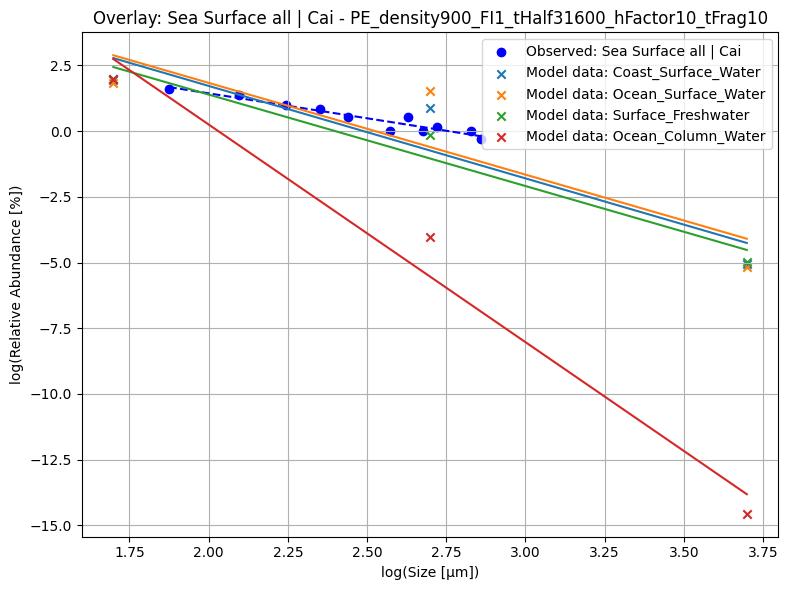 Overlay: Sea Surface all | Cai - PE_density900_FI1_tHalf31600_hFactor10_tFrag10
Observed: Sea Surface all | Cai
Model data: Coast_Surface_Water
Model data: Ocean_Surface_Water
Model data: Surface_Freshwater
Model data: Ocean_Column_Water
log(Relative Abundance [%])
2.5
0.0
−2.5
−5.0
−7.5
−10.0
−12.5
−15.0
1.75 2.00 2.25 2.50 2.75 3.00 3.25 3.50 3.75
log(Size [µm])